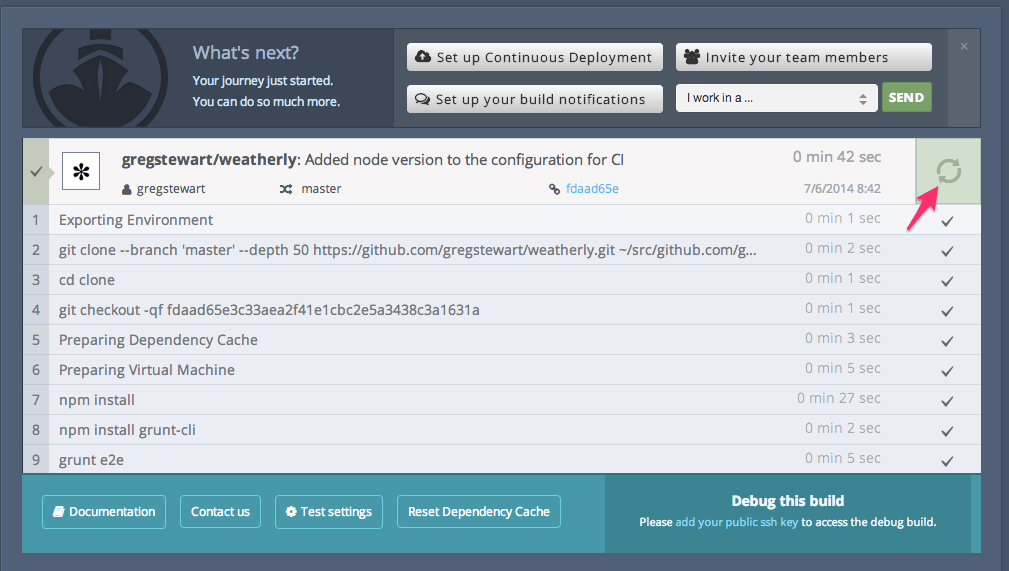 What's next?
Your journey just started.
You can do so much more.
Set up Continuous Deployment
Invite your team members
×
Set up your build notifications
I work in a ...
SEND
gregstewart/weatherly: Added node version to the configuration for CI
0 min 42 sec
gregstewart
master
fdaad65e
7/6/2014 8:42
1 Exporting Environment 0 min 1 sec
2 git clone --branch 'master' --depth 50 https://github.com/gregstewart/weatherly.git ~/src/github.com/g... 0 min 2 sec
3 cd clone 0 min 1 sec
4 git checkout -qf fdaad65e3c33aea2f41e1cbc2e5a3438c3a1631a 0 min 1 sec
5 Preparing Dependency Cache 0 min 3 sec
6 Preparing Virtual Machine 0 min 5 sec
7 npm install 0 min 27 sec
8 npm install grunt-cli 0 min 2 sec
9 grunt e2e 0 min 5 sec
Documentation
Contact us
Test settings
Reset Dependency Cache
Debug this build
Please add your public ssh key to access the debug build.